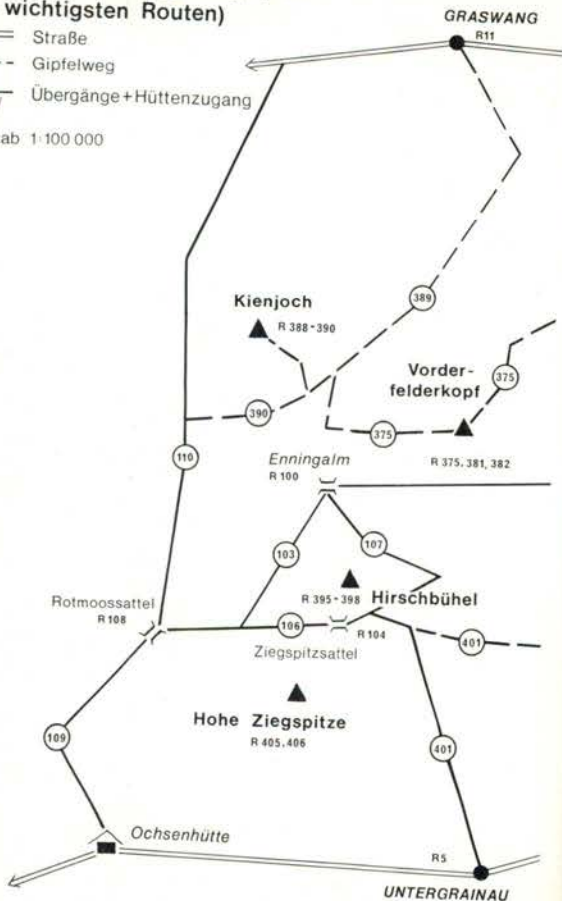 wichtigsten Routen)
Straße
Gipfelweg
Übergänge+Hüttenzugang
ab 1:100 000
GRASWANG
R11
389
Kienjoch
R 388-390
Vorder-
felderkopf
375
390
375
R 375, 381, 382
110
Enningalm
R 100
103
107
R 395-398
Hirschbühel
Rotmoossattel
R 108
106
R 104
Ziegspitzsattel
401
Hohe Ziegspitze
R 405, 406
109
401
Ochsenhütte
R5
UNTERGRAINAU